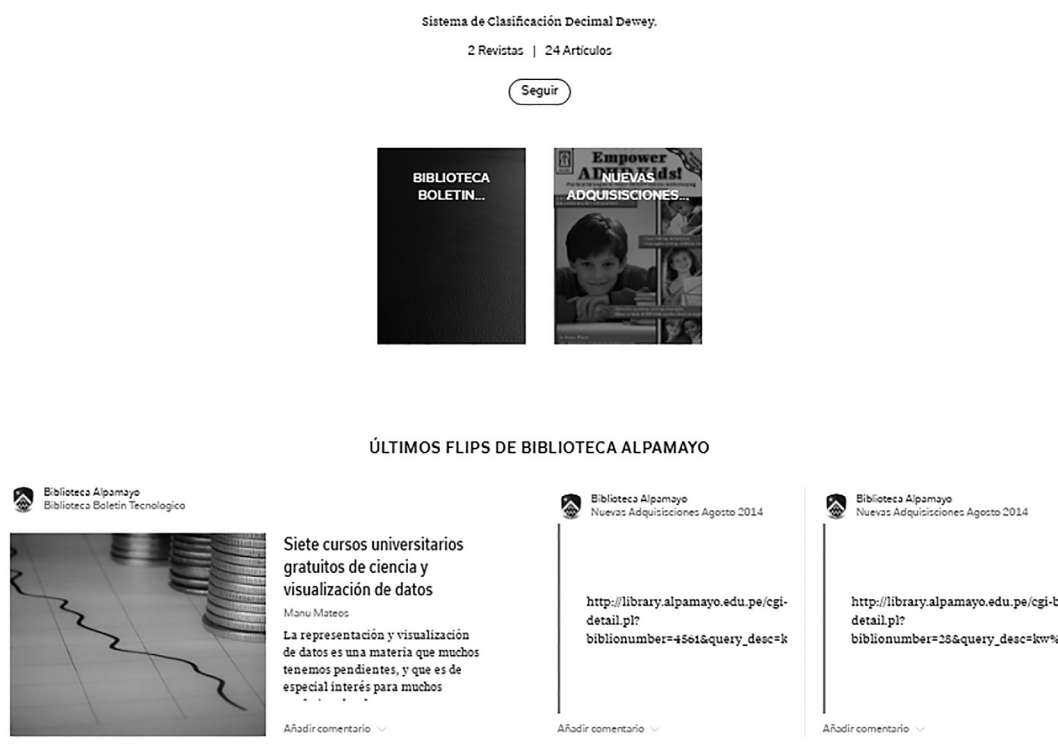 Sistema de Clasificación Decimal Dewey.
2 Revistas | 24 Artículos
Seguir
BIBLIOTECA
BOLETIN...
Empower
NUEVAS
ADQUISISCIONES...
ÚLTIMOS FLIPS DE BIBLIOTECA ALPAMAYO
Biblioteca Alpamayo
Biblioteca Boletin Tecnologico
Siete cursos universitarios
gratuitos de ciencia y
visualización de datos
Manu Mateos
La representación y visualización
de datos es una materia que muchos
tenemos pendientes, y que es de
especial interés para muchos
Añadir comentario
Biblioteca Alpamayo
Nuevas Adquisisciones Agosto 2014
http://library.alpamayo.edu.pe/cgi-
detail.pl?
biblionumber=4561&query_desc=k
Añadir comentario
Biblioteca Alpamayo
Nuevas Adquisisciones Agosto 2014
http://library.alpamayo.edu.pe/cgi-b
detail.pl?
biblionumber=28&query_desc=kw%
Añadir comentario